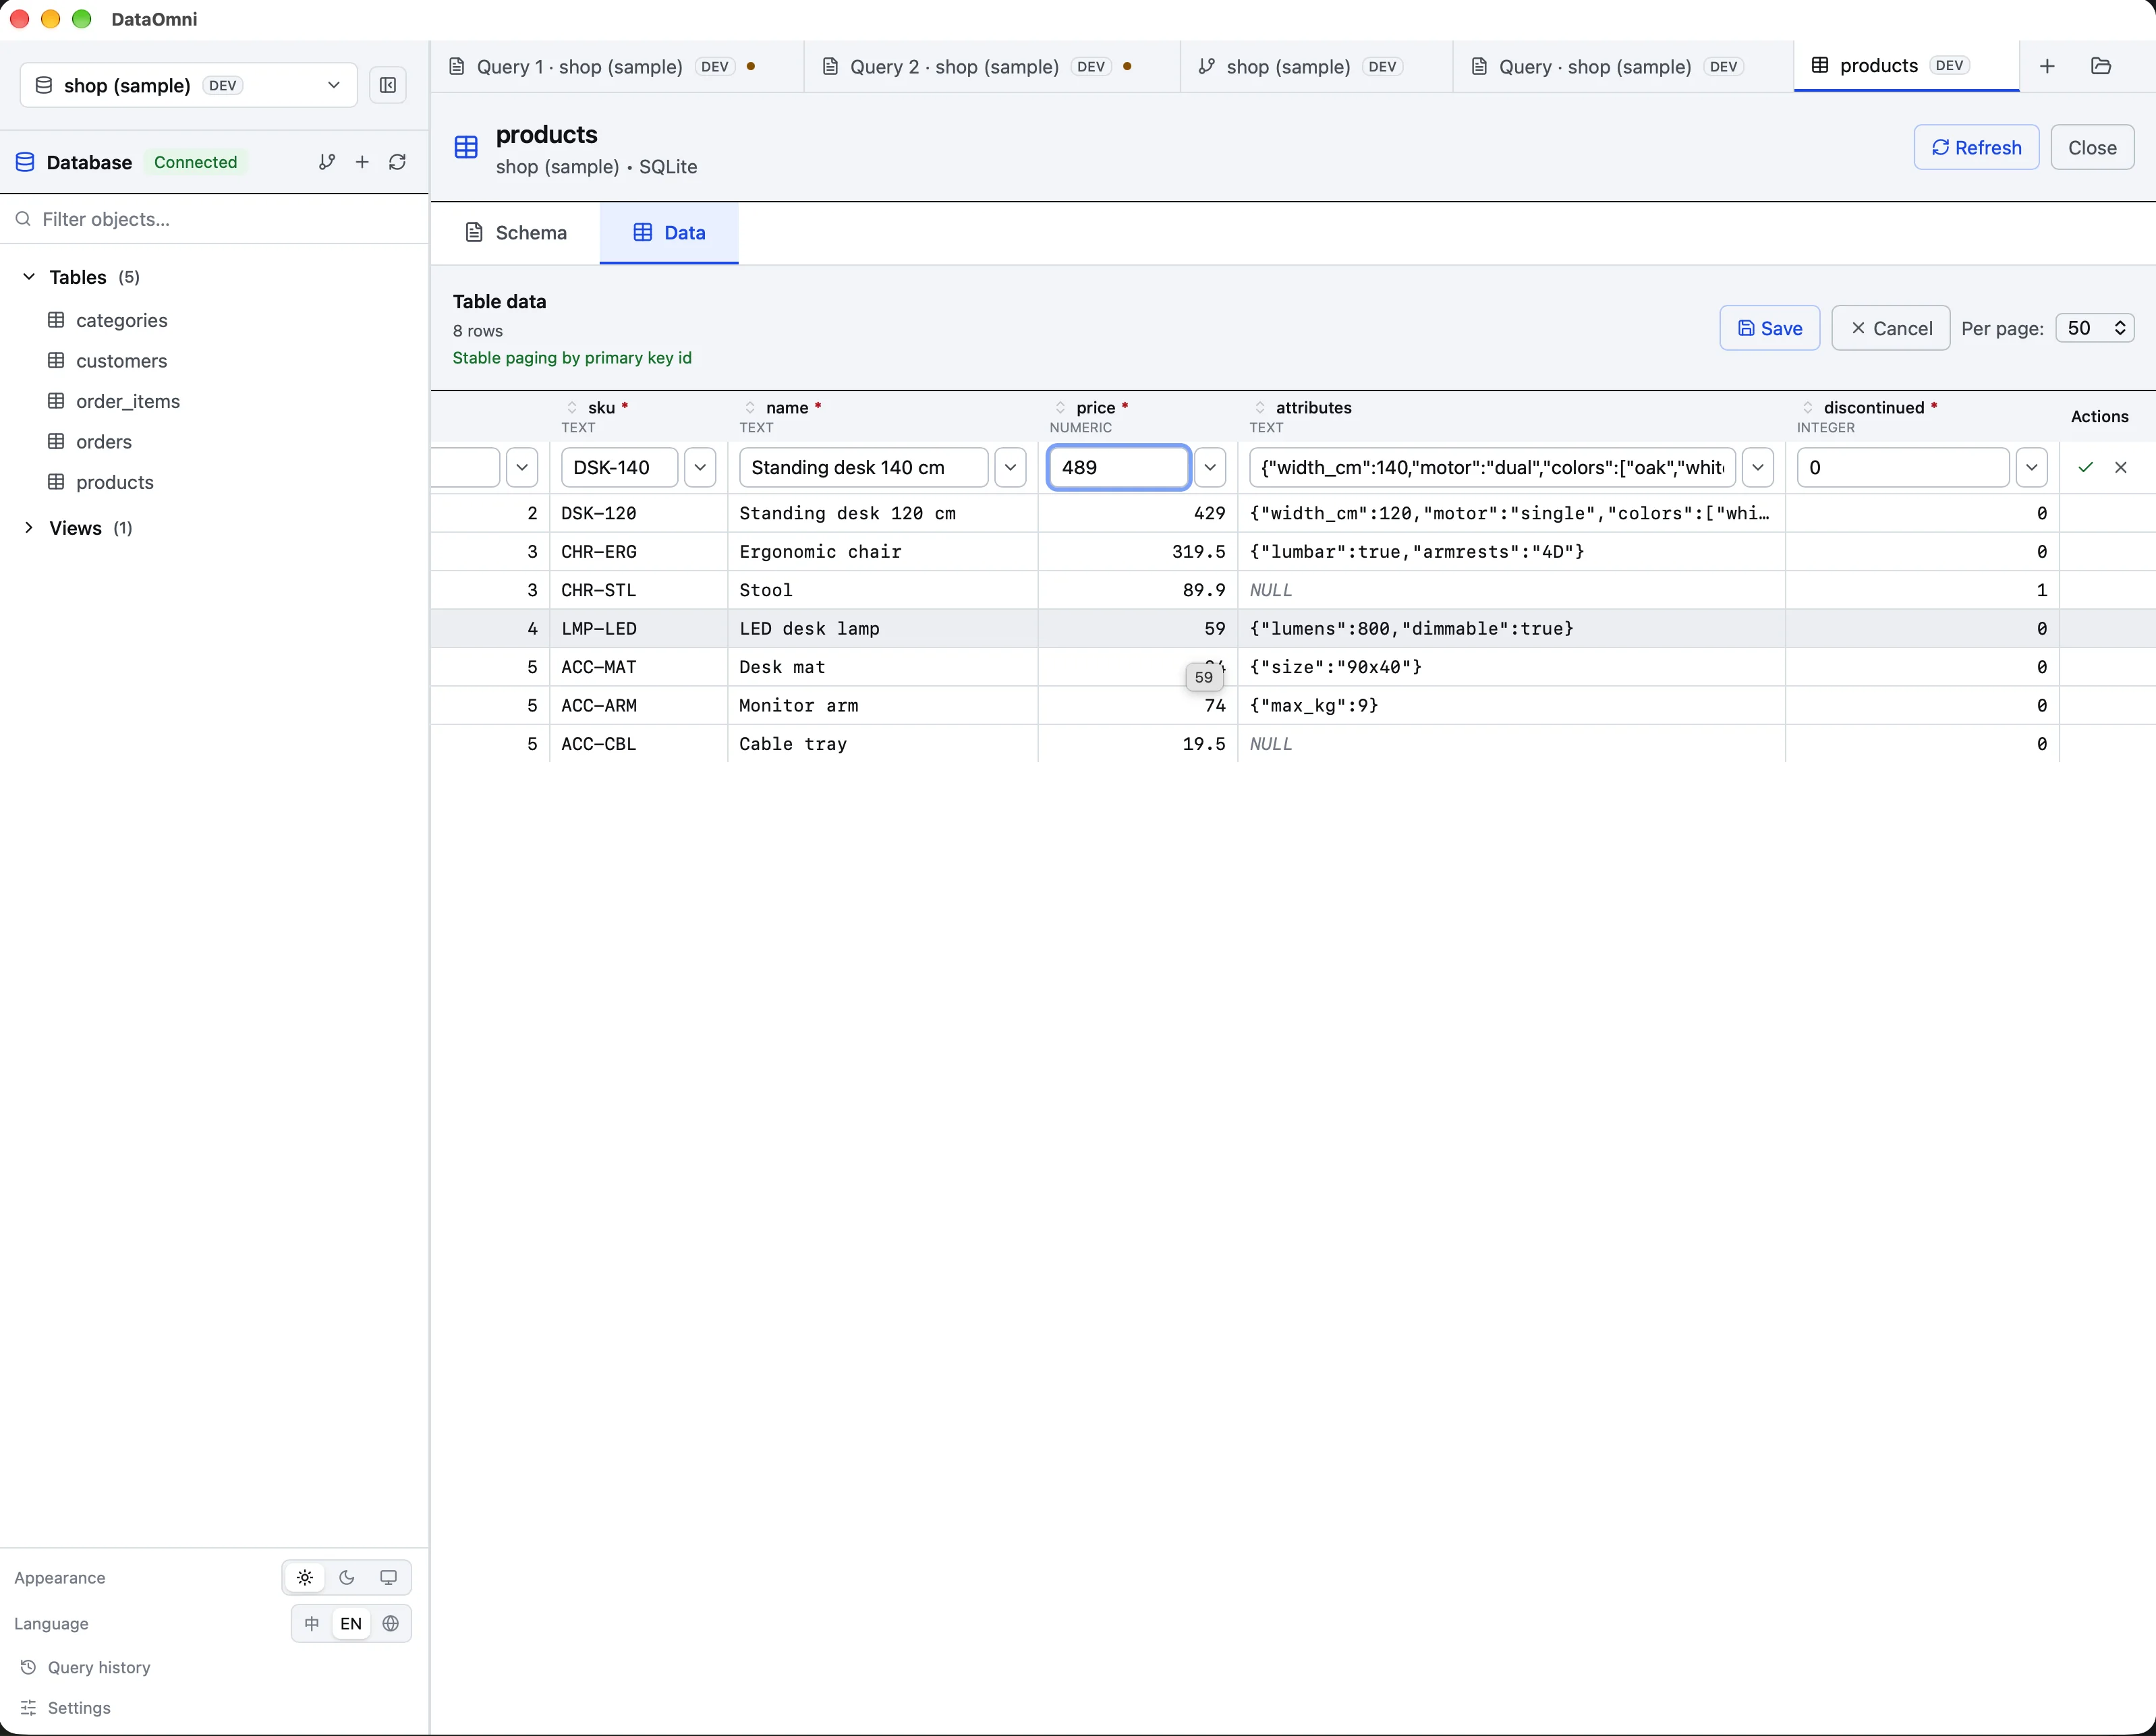 DataOmni
shop (sample) DEV
Query 1 · shop (sample) DEV
Query 2 · shop (sample) DEV
shop (sample) DEV
Query · shop (sample) DEV
products DEV
Database Connected
Filter objects...
Tables (5)
categories
customers
order_items
orders
products
Views (1)
products
shop (sample) • SQLite
Refresh
Close
Schema
Data
Table data
8 rows
Stable paging by primary key id
Save
Cancel
Per page: 50
sku * name * price * attributes discontinued * Actions
TEXT TEXT NUMERIC TEXT INTEGER
DSK-140 Standing desk 140 cm 489 {"width_cm":140,"motor":"dual","colors":["oak","white 0
2 DSK-120 Standing desk 120 cm 429 {"width_cm":120,"motor":"single","colors":["whi… 0
3 CHR-ERG Ergonomic chair 319.5 {"lumbar":true,"armrests":"4D"} 0
3 CHR-STL Stool 89.9 NULL 1
4 LMP-LED LED desk lamp 59 {"lumens":800,"dimmable":true} 0
5 ACC-MAT Desk mat {"size":"90x40"} 0
59
5 ACC-ARM Monitor arm 74 {"max_kg":9} 0
5 ACC-CBL Cable tray 19.5 NULL 0
Appearance
Language 中 EN
Query history
Settings